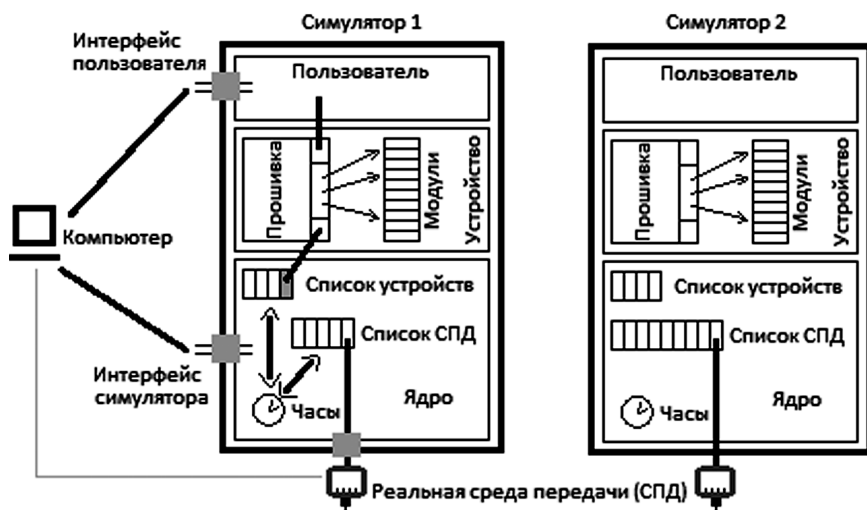 Симулятор 1
Симулятор 2
Интерфейс
пользователя
Пользователь
Пользователь
Прошивка
Модули
Устройство
Прошивка
Модули
Устройство
Компьютер
Список устройств
Список устройств
Список СПД
Список СПД
Интерфейс
симулятора
Часы
Ядро
Часы
Ядро
Реальная среда передачи (СПД)